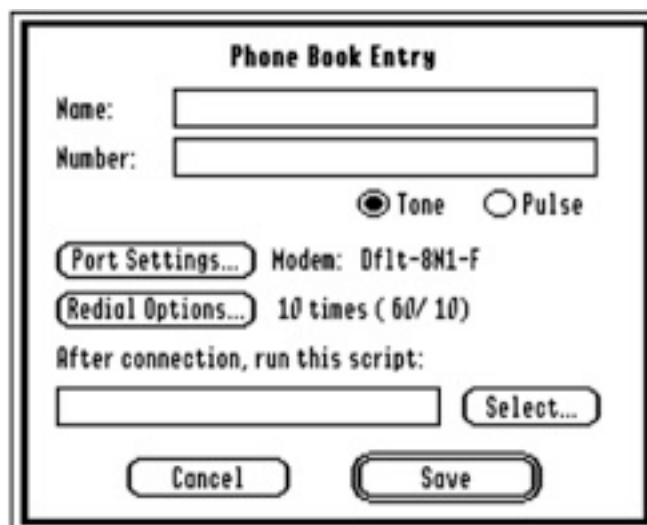 Phone Book Entry
Name:
Number:
Tone Pulse
Port Settings... Modem: Dflt-8N1-F
Redial Options... 10 times ( 60/ 10)
After connection, run this script:
Select...
Cancel Save